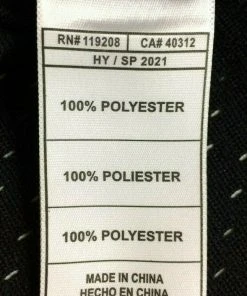 RN# 119208 CA# 40312
HY / SP 2021
100% POLYESTER
100% POLIESTER
100% POLYESTER
MADE IN CHINA
HECHO EN CHINA